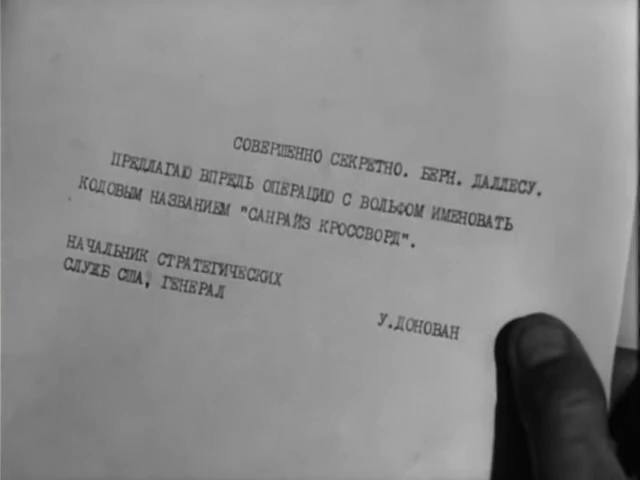 СОВЕРШЕННО СЕКРЕТНО. БЕРН. ДАЛЛЕСУ.
ПРЕДЛАГАЮ ВПРЕДЬ ОПЕРАЦИЮ С ВОЛЬФОМ ИМЕНОВАТЬ
КОДОВЫМ НАЗВАНИЕМ "САНРАЙЗ КРОССВОРД".
НАЧАЛЬНИК СТРАТЕГИЧЕСКИХ
СЛУЖБ США, ГЕНЕРАЛ
У.ДОНОВАН